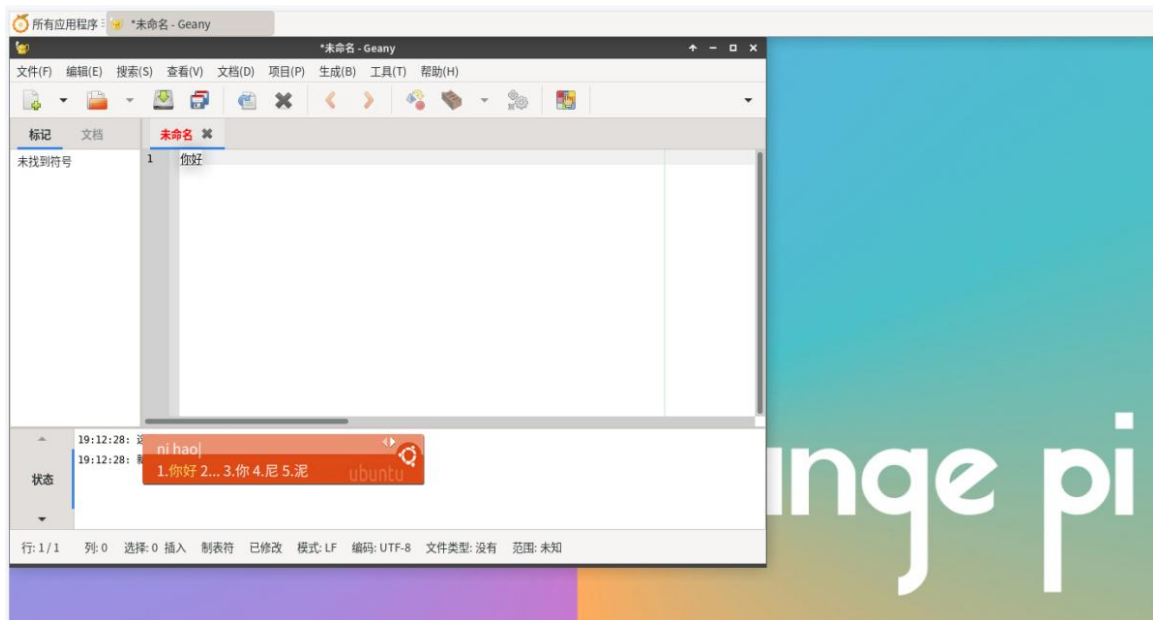 所有应用程序 *未命名 - Geany
*未命名 - Geany
文件(F) 编辑(E) 搜索(S) 查看(V) 文档(D) 项目(P) 生成(B) 工具(T) 帮助(H)
标记 文档 未命名
未找到符号 1 你好
19:12:28:
ni hao
19:12:28:
1.你好 2... 3.你 4.尼 5.泥
ubuntu
状态
行: 1 / 1 列: 0 选择: 0 插入 制表符 已修改 模式: LF 编码: UTF-8 文件类型: 没有 范围: 未知
nge pi